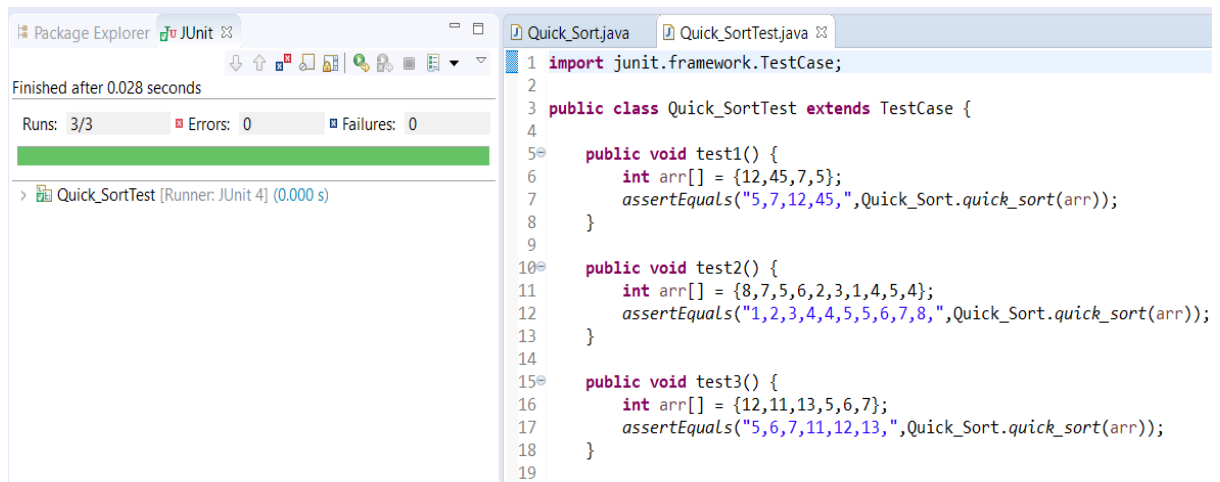 Package Explorer JUnit
Finished after 0.028 seconds
Runs: 3/3 Errors: 0 Failures: 0
Quick_SortTest [Runner: JUnit 4] (0.000 s)
Quick_Sort.java Quick_SortTest.java
1 import junit.framework.TestCase;
2
3 public class Quick_SortTest extends TestCase {
4
5 public void test1() {
6 int arr[] = {12,45,7,5};
7 assertEquals("5,7,12,45,",Quick_Sort.quick_sort(arr));
8 }
9
10 public void test2() {
11 int arr[] = {8,7,5,6,2,3,1,4,5,4};
12 assertEquals("1,2,3,4,4,5,5,6,7,8,",Quick_Sort.quick_sort(arr));
13 }
14
15 public void test3() {
16 int arr[] = {12,11,13,5,6,7};
17 assertEquals("5,6,7,11,12,13,",Quick_Sort.quick_sort(arr));
18 }
19